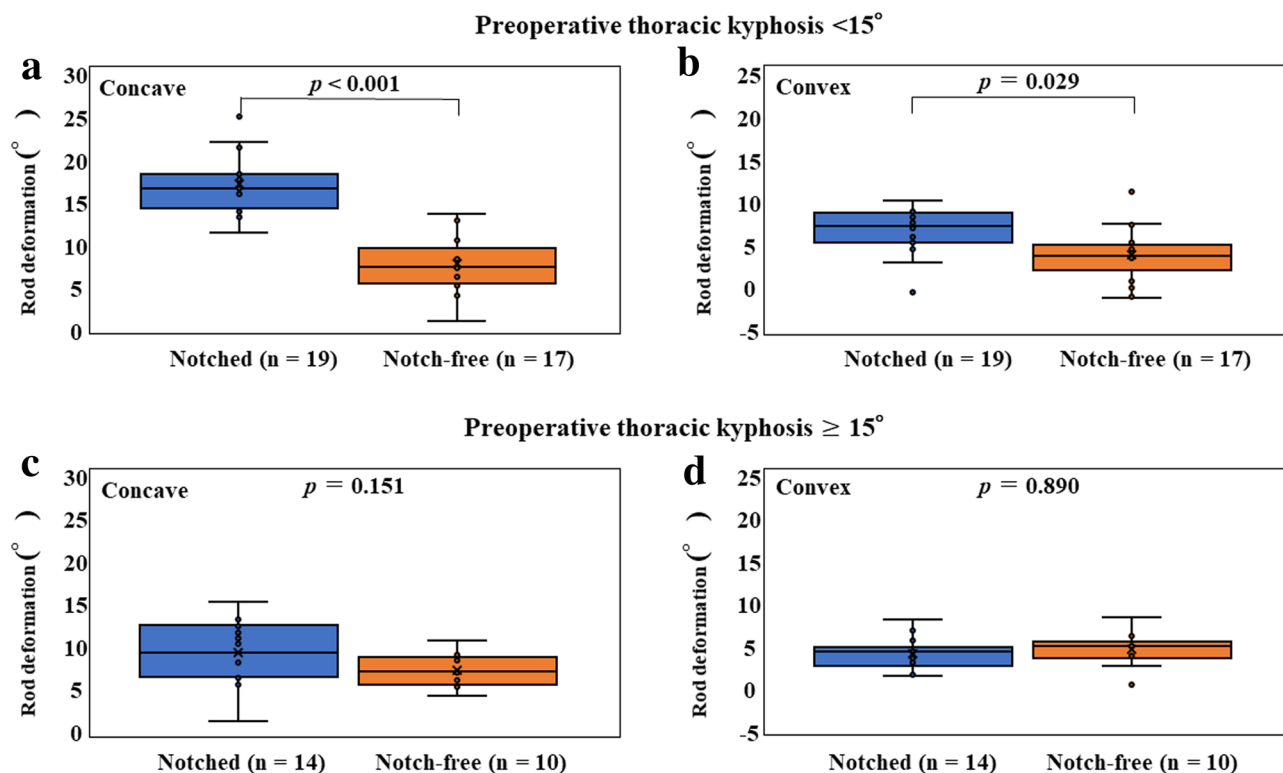 Preoperative thoracic kyphosis <15°
a
Concave
p < 0.001
30
25
20
15
10
5
0
Rod deformation (°)
Notched (n = 19)
Notch-free (n = 17)
b
Convex
p = 0.029
25
20
15
10
5
0
-5
Rod deformation (°)
Notched (n = 19)
Notch-free (n = 17)
Preoperative thoracic kyphosis ≥ 15°
c
Concave
p = 0.151
30
25
20
15
10
5
0
Rod deformation (°)
Notched (n = 14)
Notch-free (n = 10)
d
Convex
p = 0.890
25
20
15
10
5
0
-5
Rod deformation (°)
Notched (n = 14)
Notch-free (n = 10)